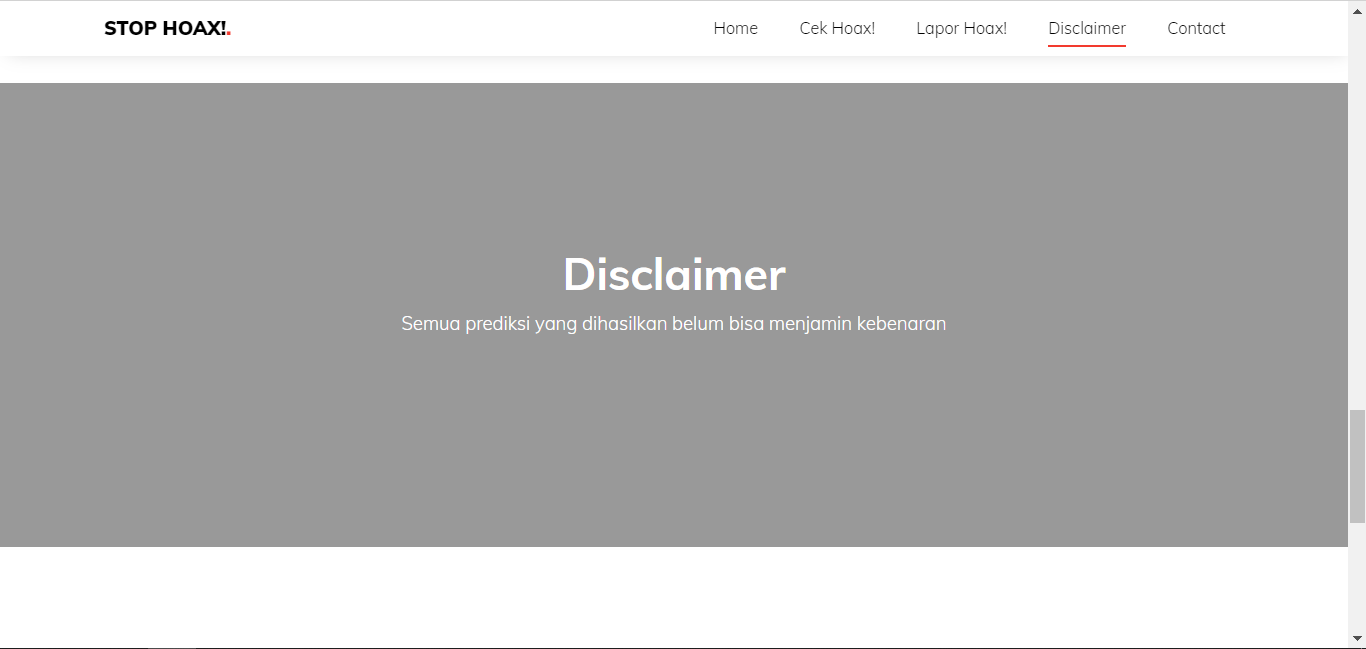 STOP HOAX!.
Home Cek Hoax! Lapor Hoax! Disclaimer Contact
Disclaimer
Semua prediksi yang dihasilkan belum bisa menjamin kebenaran